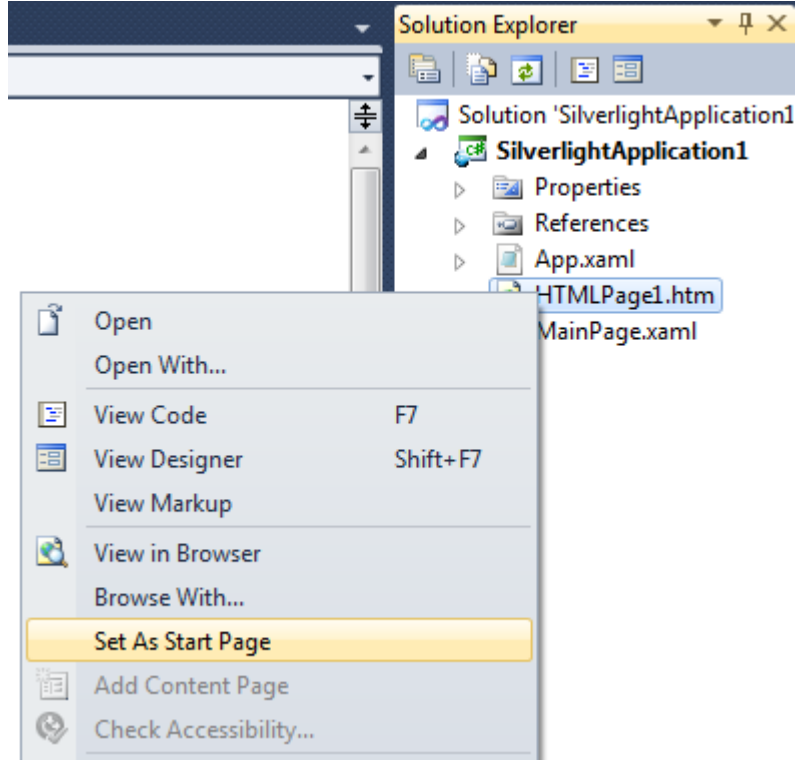 Solution Explorer
Solution 'SilverlightApplication1
SilverlightApplication1
Properties
References
App.xaml
HTMLPage1.htm
MainPage.xaml
Open
Open With...
View Code F7
View Designer Shift+F7
View Markup
View in Browser
Browse With...
Set As Start Page
Add Content Page
Check Accessibility...